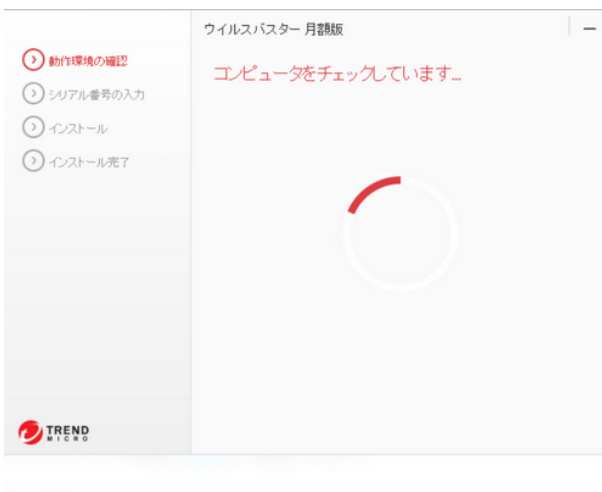 ウイルスバスター 月額版
動作環境の確認
シリアル番号の入力
インストール
インストール完了
コンピュータをチェックしています...
TREND
MICRO